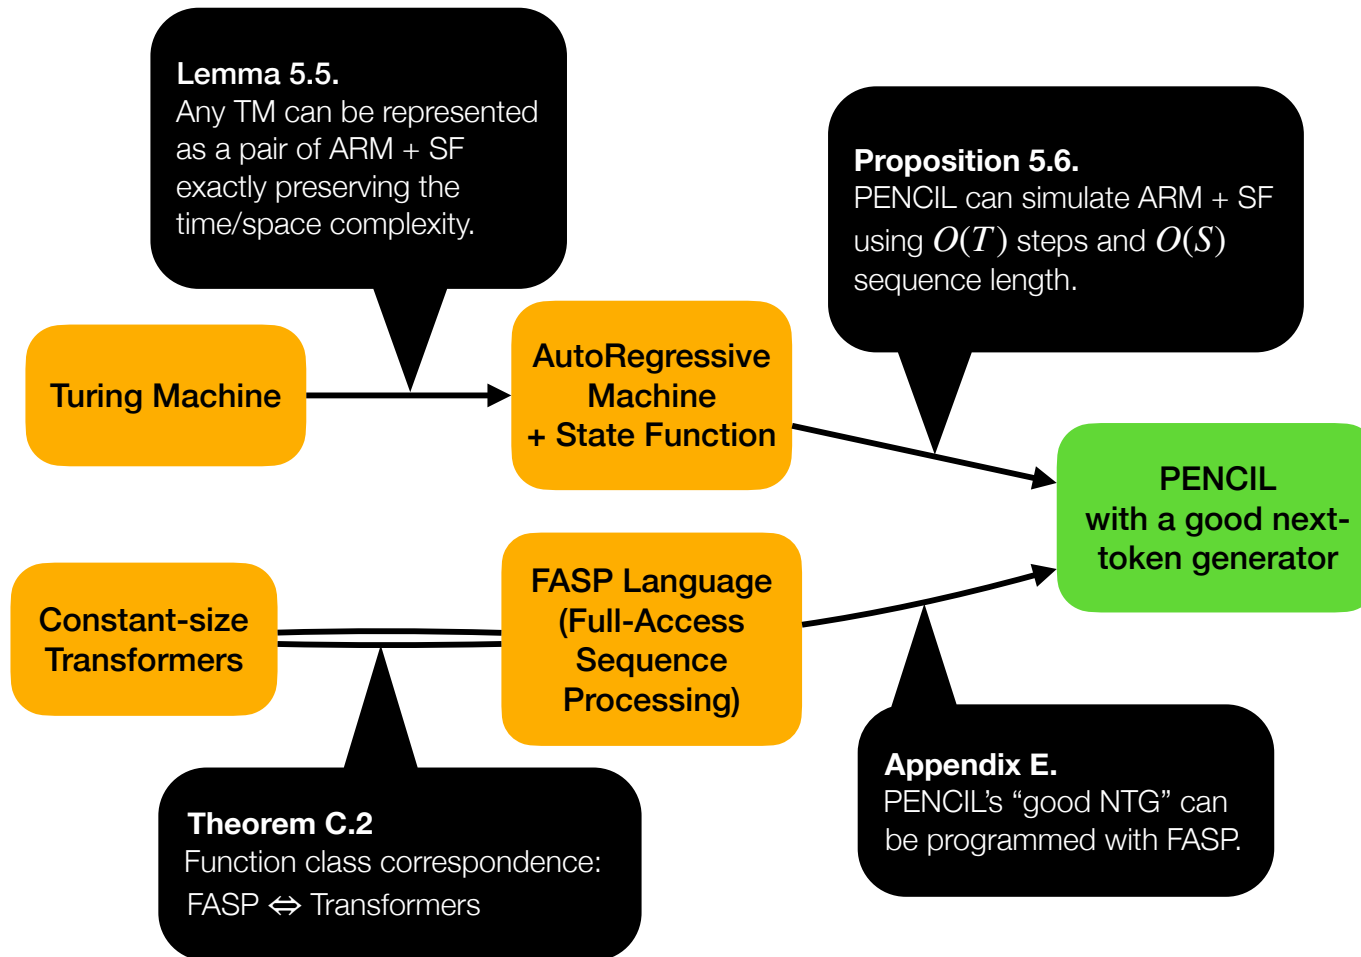 Lemma 5.5.
Any TM can be represented
as a pair of ARM + SF
exactly preserving the
time/space complexity.
Proposition 5.6.
PENCIL can simulate ARM + SF
using O(T) steps and O(S)
sequence length.
Turing Machine
AutoRegressive
Machine
+ State Function
PENCIL
with a good next-
token generator
Constant-size
Transformers
FASP Language
(Full-Access
Sequence
Processing)
Theorem C.2
Function class correspondence:
FASP ⇔ Transformers
Appendix E.
PENCIL’s “good NTG” can
be programmed with FASP.